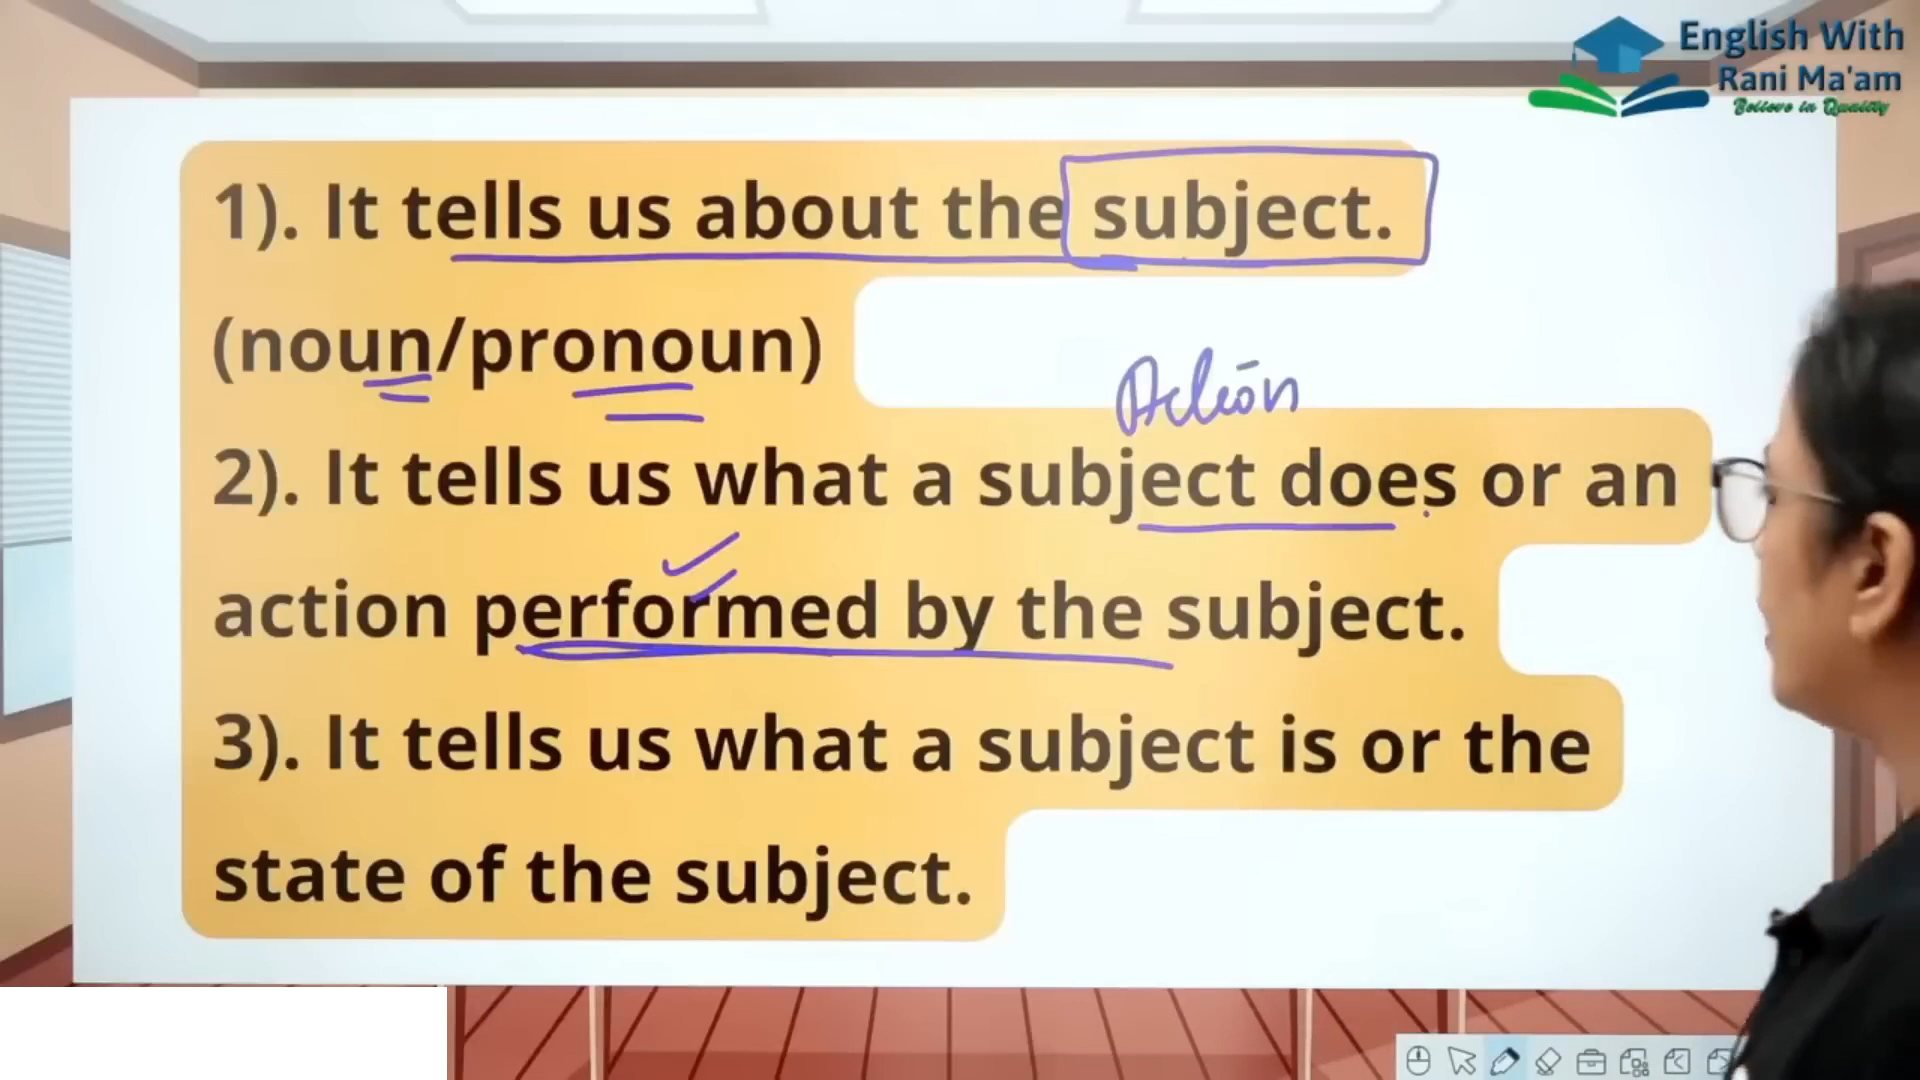 English With
Rani Ma'am
Believe in Quality
1). It tells us about the subject.
(noun/pronoun)
Action
2). It tells us what a subject does or an
action performed by the subject.
3). It tells us what a subject is or the
state of the subject.